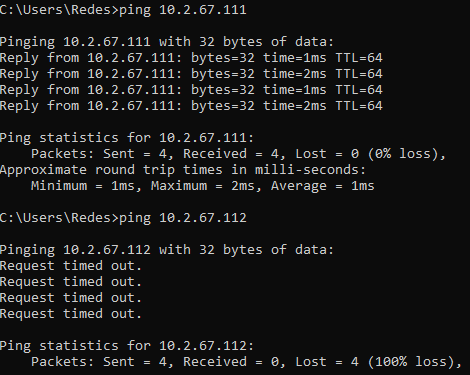 C:\Users\Redes>ping 10.2.67.111
Pinging 10.2.67.111 with 32 bytes of data:
Reply from 10.2.67.111: bytes=32 time=1ms TTL=64
Reply from 10.2.67.111: bytes=32 time=2ms TTL=64
Reply from 10.2.67.111: bytes=32 time=1ms TTL=64
Reply from 10.2.67.111: bytes=32 time=2ms TTL=64
Ping statistics for 10.2.67.111:
    Packets: Sent = 4, Received = 4, Lost = 0 (0% loss),
Approximate round trip times in milli-seconds:
    Minimum = 1ms, Maximum = 2ms, Average = 1ms
C:\Users\Redes>ping 10.2.67.112
Pinging 10.2.67.112 with 32 bytes of data:
Request timed out.
Request timed out.
Request timed out.
Request timed out.
Ping statistics for 10.2.67.112:
    Packets: Sent = 4, Received = 0, Lost = 4 (100% loss),